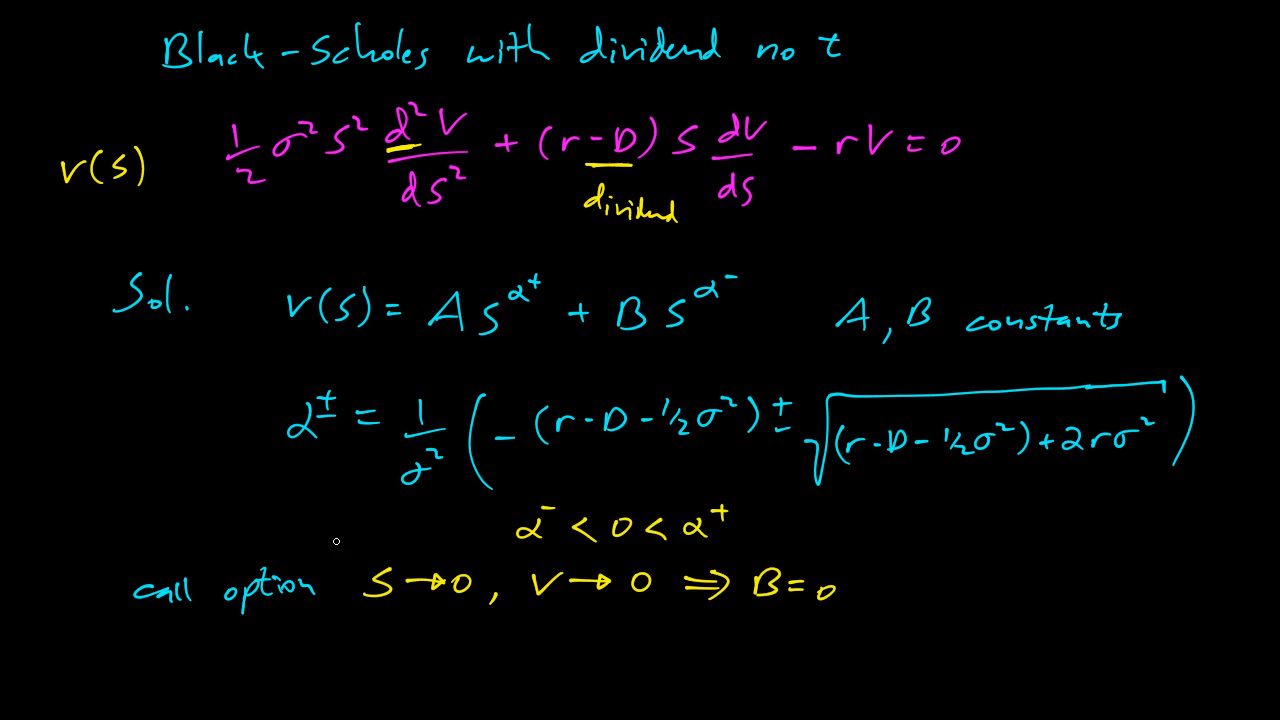 Black-Scholes with dividend no t
V(S) 1/2 σ² S² d²V/dS² + (r-D) S dV/dS - rV = 0
dividend
Sol. V(S) = A S^α⁺ + B S^α⁻ A, B constants
α^± = 1/σ² ( - (r-D-½σ²) ± √((r-D-½σ²)+2rσ²) )
α⁻ < 0 < α⁺
call option S→0, V→0 ⇒ B=0